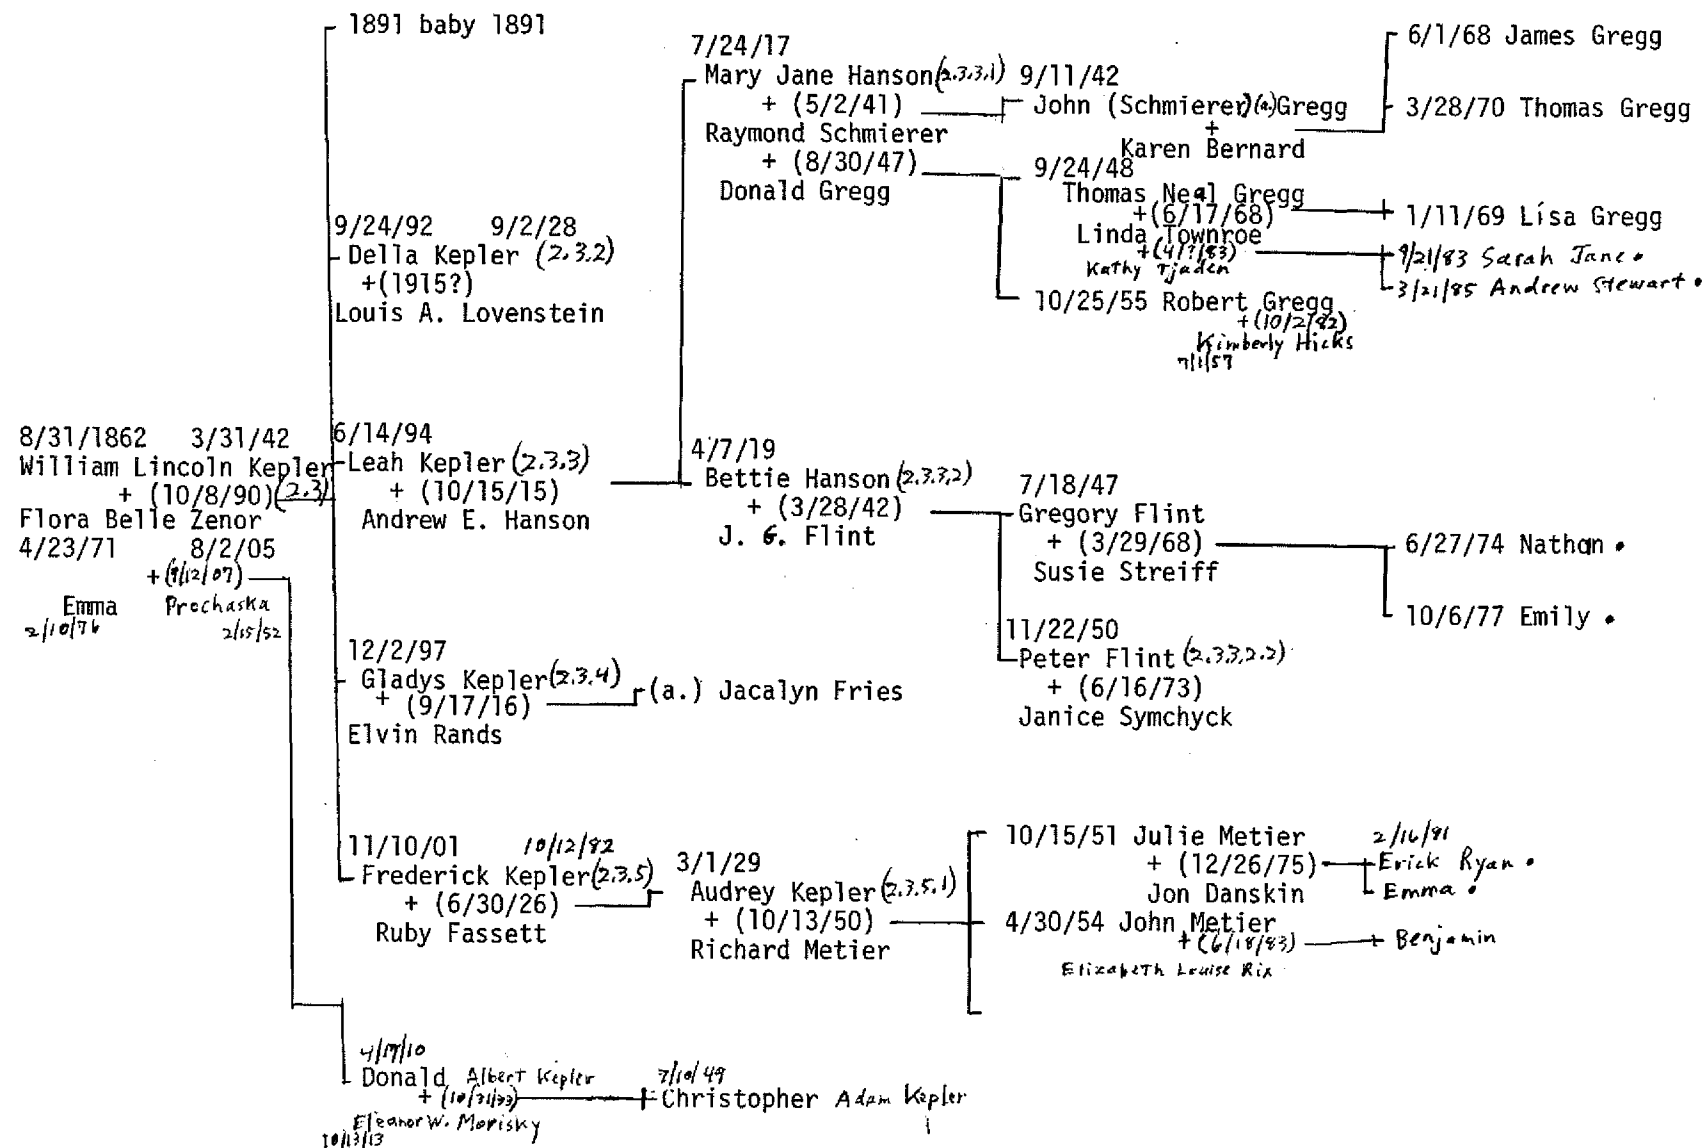 1891 baby 1891
7/24/17
Mary Jane Hanson (2.3.3.1)
+ (5/2/41)
Raymond Schmierer
+ (8/30/47)
Donald Gregg
9/11/42
John (Schmierer)(a.) Gregg
+
Karen Bernard
6/1/68 James Gregg
3/28/70 Thomas Gregg
9/24/48
Thomas Neal Gregg
+(6/17/68)
Linda Townroe
+(4/?/83)
Kathy Tjaden
1/11/69 Lisa Gregg
9/21/83 Sarah Jane •
3/21/85 Andrew Stewart •
10/25/55 Robert Gregg
+(10/2/82)
Kimberly Hicks
7/1/57
9/24/92 9/2/28
Della Kepler (2.3.2)
+(1915?)
Louis A. Lovenstein
8/31/1862 3/31/42
William Lincoln Kepler
+ (10/8/90) (2.3)
Flora Belle Zenor
4/23/71 8/2/05
+ (9/12/07)
Emma Prochaska
2/10/76 2/15/52
6/14/94
Leah Kepler (2.3.3)
+ (10/15/15)
Andrew E. Hanson
4/7/19
Bettie Hanson (2.3.3.2)
+ (3/28/42)
J. G. Flint
7/18/47
Gregory Flint
+ (3/29/68)
Susie Streiff
6/27/74 Nathan •
10/6/77 Emily •
11/22/50
Peter Flint (2.3.3.2.2)
+ (6/16/73)
Janice Symchyck
12/2/97
Gladys Kepler (2.3.4)
+ (9/17/16)
Elvin Rands
(a.) Jacalyn Fries
11/10/01 10/12/82
Frederick Kepler (2.3.5)
+ (6/30/26)
Ruby Fassett
3/1/29
Audrey Kepler (2.3.5.1)
+ (10/13/50)
Richard Metier
10/15/51 Julie Metier
+ (12/26/75)
Jon Danskin
2/16/81
Erick Ryan •
Emma •
4/30/54 John Metier
+(6/18/83)
Elizabeth Louise Rix
Benjamin
4/17/10
Donald Albert Kepler
+ (10/31/33)
Eleanor W. Morisky
10/13/13
7/10/49
Christopher Adam Kepler